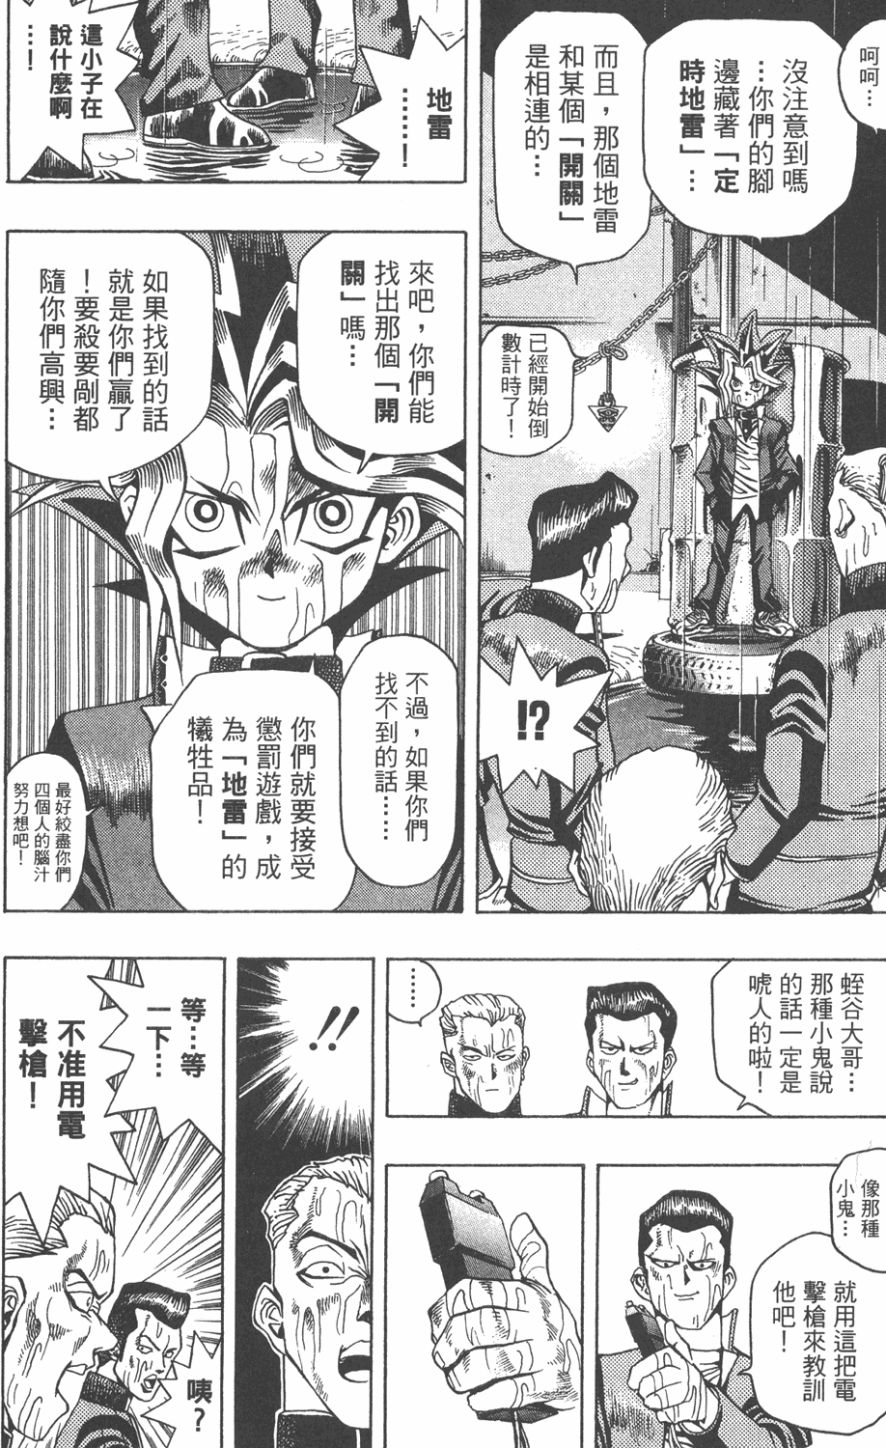 呵呵…
沒注意到嗎
…你們的腳
邊藏著「定
時地雷」…
而且，那個地雷
和某個「開關」
是相連的…
已經開始倒
數計時了！
!?
地雷
……！
這小子在
說什麼啊
…！
來吧，你們能
找出那個「開
關」嗎…
如果找到的話
就是你們贏了
！要殺要剮都
隨你們高興…
不過，如果你們
找不到的話……
你們就要接受
懲罰遊戲，成
為「地雷」的
犧牲品！
最好絞盡你們
四個人的腦汁
努力想吧！
蛭谷大哥…
那種小鬼說
的話一定是
唬人的啦！
……
像那種
小鬼…
就用這把電
擊槍來教訓
他吧！
!!
等…等
一下…
不准用電
擊槍！
咦？